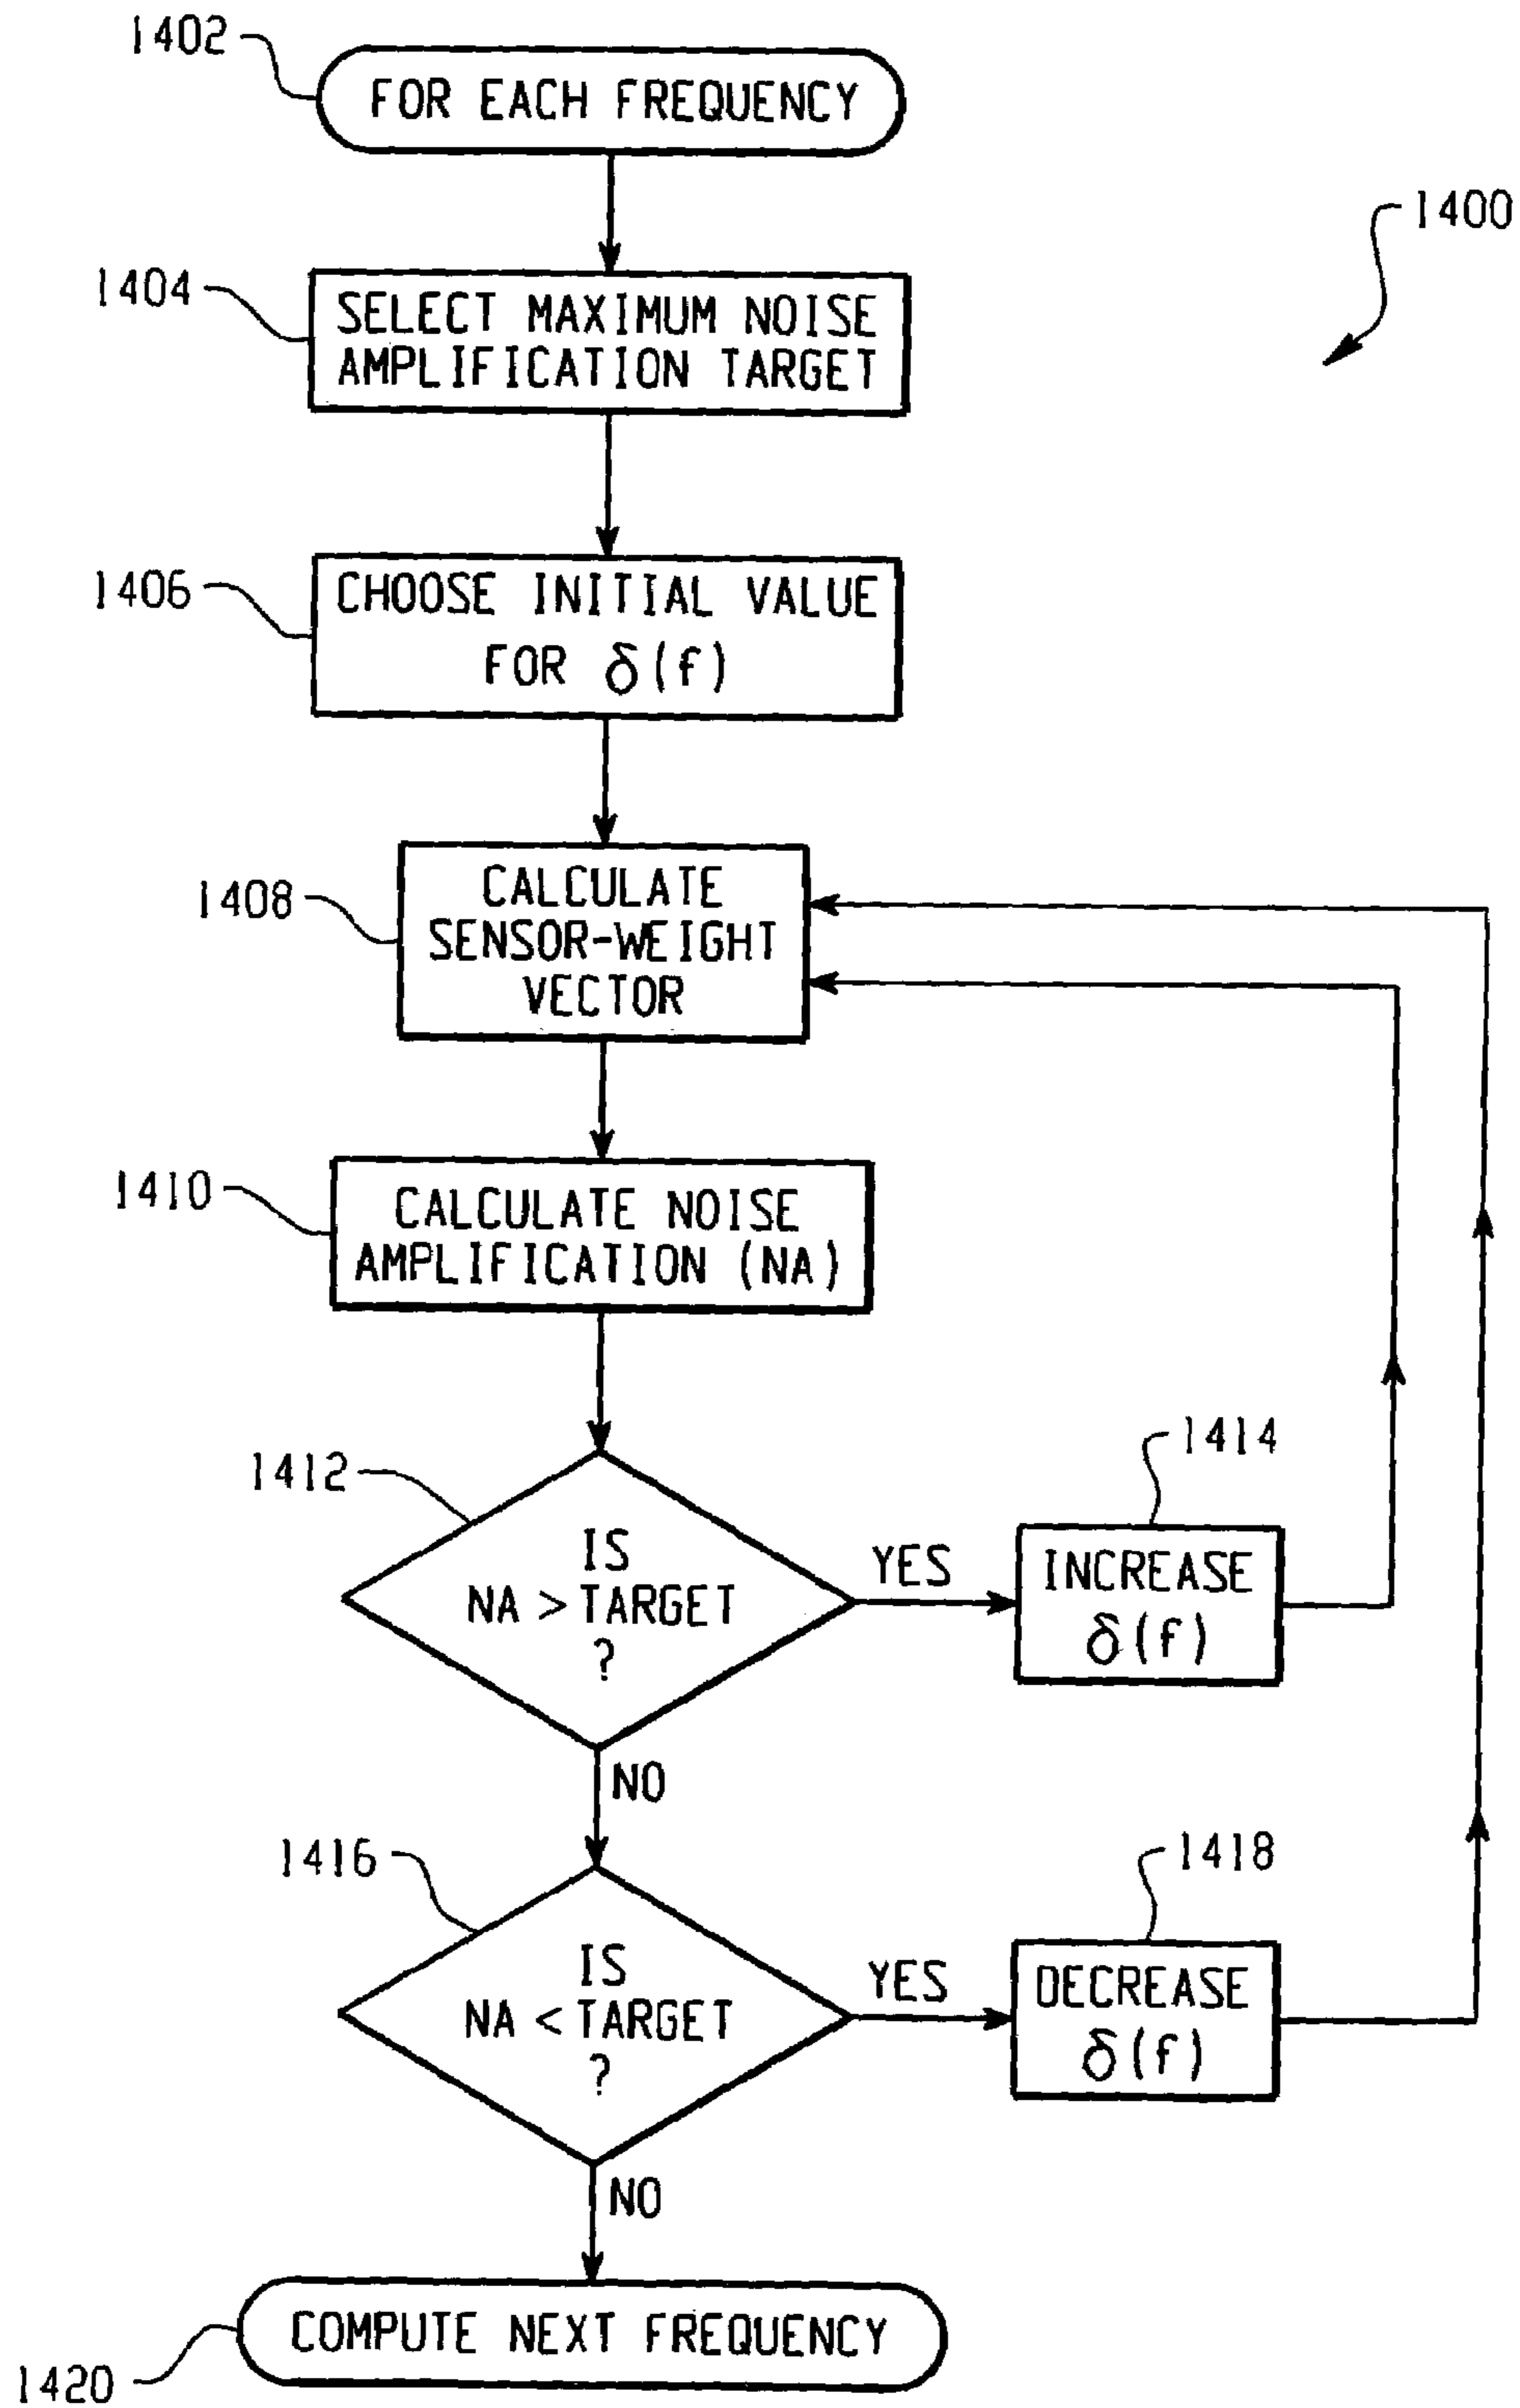 1402
FOR EACH FREQUENCY
1400
1404
SELECT MAXIMUM NOISE
AMPLIFICATION TARGET
1406
CHOOSE INITIAL VALUE
FOR δ(f)
1408
CALCULATE
SENSOR-WEIGHT
VECTOR
1410
CALCULATE NOISE
AMPLIFICATION (NA)
1412
IS
NA > TARGET
?
YES
1414
INCREASE
δ(f)
NO
1416
IS
NA < TARGET
?
YES
1418
DECREASE
δ(f)
NO
COMPUTE NEXT FREQUENCY
1420